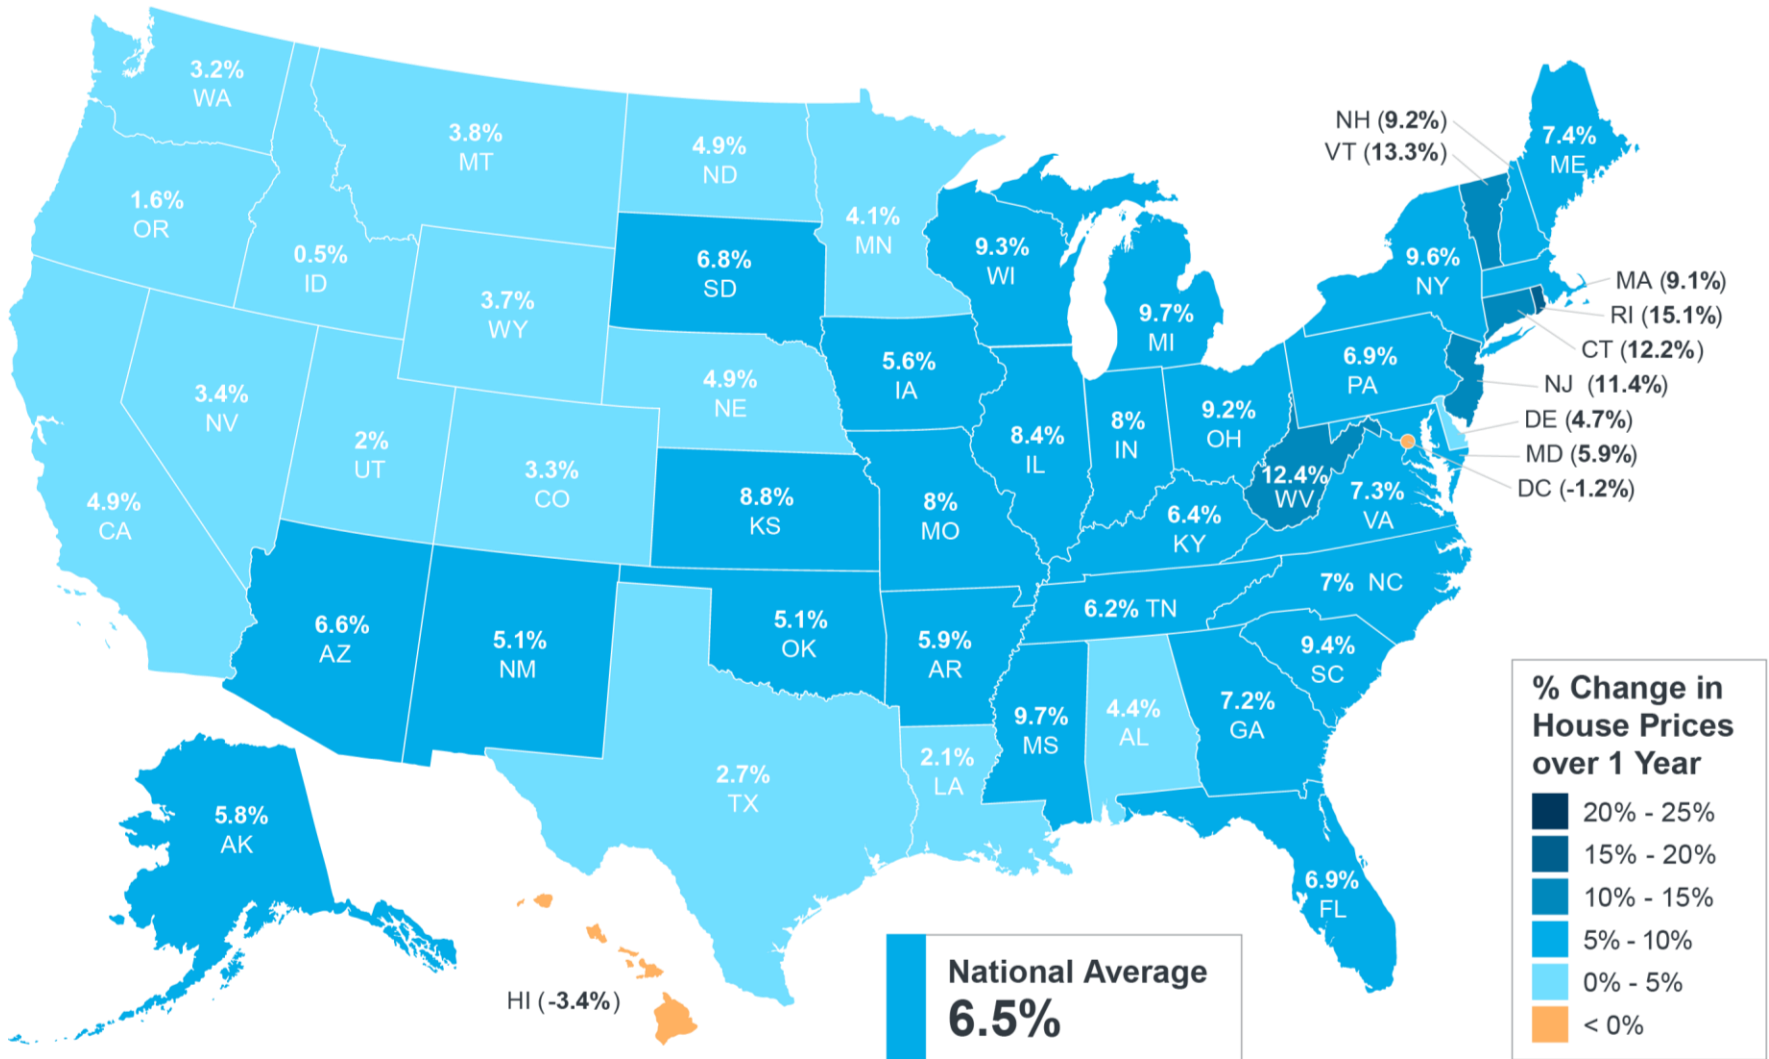 3.2%
WA
3.8%
MT
4.9%
ND
4.1%
MN
1.6%
OR
0.5%
ID
3.7%
WY
6.8%
SD
9.3%
WI
9.7%
MI
NH (9.2%)
VT (13.3%)
7.4%
ME
9.6%
NY
MA (9.1%)
RI (15.1%)
CT (12.2%)
NJ (11.4%)
DE (4.7%)
MD (5.9%)
DC (-1.2%)
6.9%
PA
3.4%
NV
2%
UT
4.9%
CA
3.3%
CO
4.9%
NE
5.6%
IA
8.4%
IL
8%
IN
9.2%
OH
12.4%
WV
7.3%
VA
8.8%
KS
8%
MO
6.4%
KY
6.6%
AZ
5.1%
NM
5.1%
OK
5.9%
AR
6.2% TN
7% NC
9.4%
SC
9.7%
MS
4.4%
AL
7.2%
GA
2.7%
TX
2.1%
LA
6.9%
FL
5.8%
AK
HI (-3.4%)
National Average
6.5%
% Change in
House Prices
over 1 Year
20% - 25%
15% - 20%
10% - 15%
5% - 10%
0% - 5%
< 0%